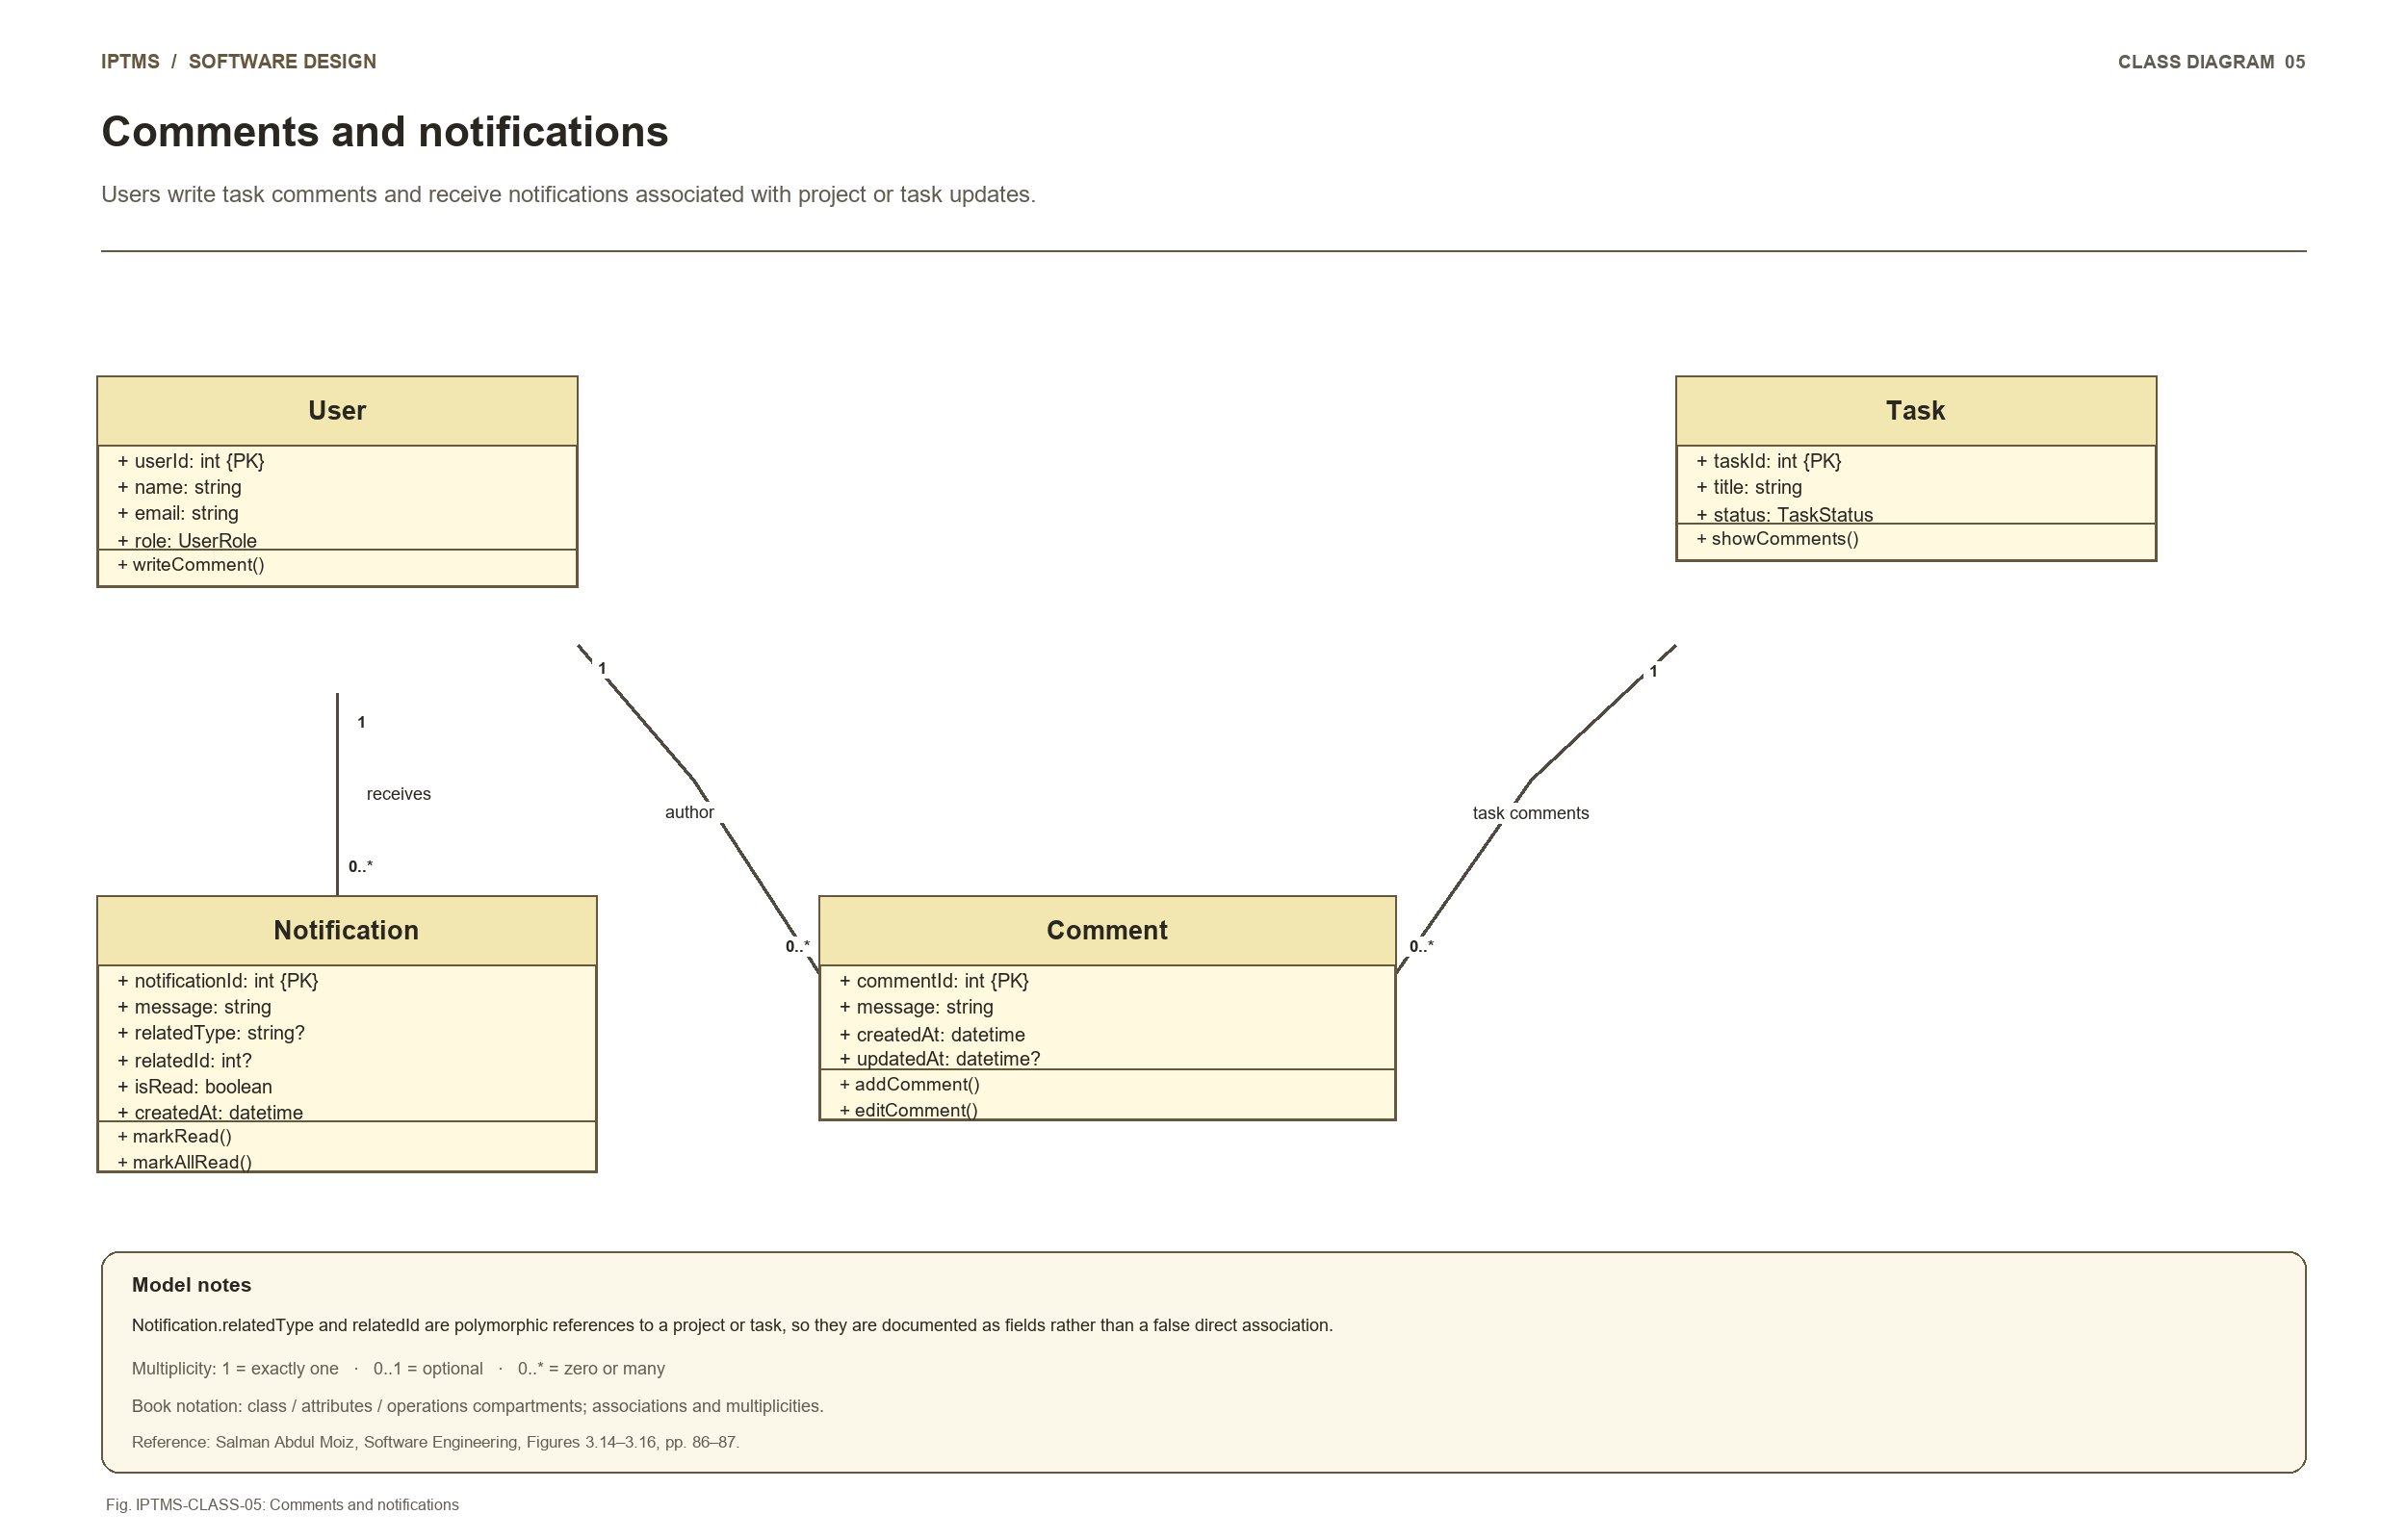 IPTMS / SOFTWARE DESIGN
CLASS DIAGRAM 05
Comments and notifications
Users write task comments and receive notifications associated with project or task updates.
User
+ userId: int {PK}
+ name: string
+ email: string
+ role: UserRole
+ writeComment()
Task
+ taskId: int {PK}
+ title: string
+ status: TaskStatus
+ showComments()
1
1
1
receives
author
task comments
0..*
0..*
0..*
Notification
+ notificationId: int {PK}
+ message: string
+ relatedType: string?
+ relatedId: int?
+ isRead: boolean
+ createdAt: datetime
+ markRead()
+ markAllRead()
Comment
+ commentId: int {PK}
+ message: string
+ createdAt: datetime
+ updatedAt: datetime?
+ addComment()
+ editComment()
Model notes
Notification.relatedType and relatedId are polymorphic references to a project or task, so they are documented as fields rather than a false direct association.
Multiplicity: 1 = exactly one · 0..1 = optional · 0..* = zero or many
Book notation: class / attributes / operations compartments; associations and multiplicities.
Reference: Salman Abdul Moiz, Software Engineering, Figures 3.14–3.16, pp. 86–87.
Fig. IPTMS-CLASS-05: Comments and notifications